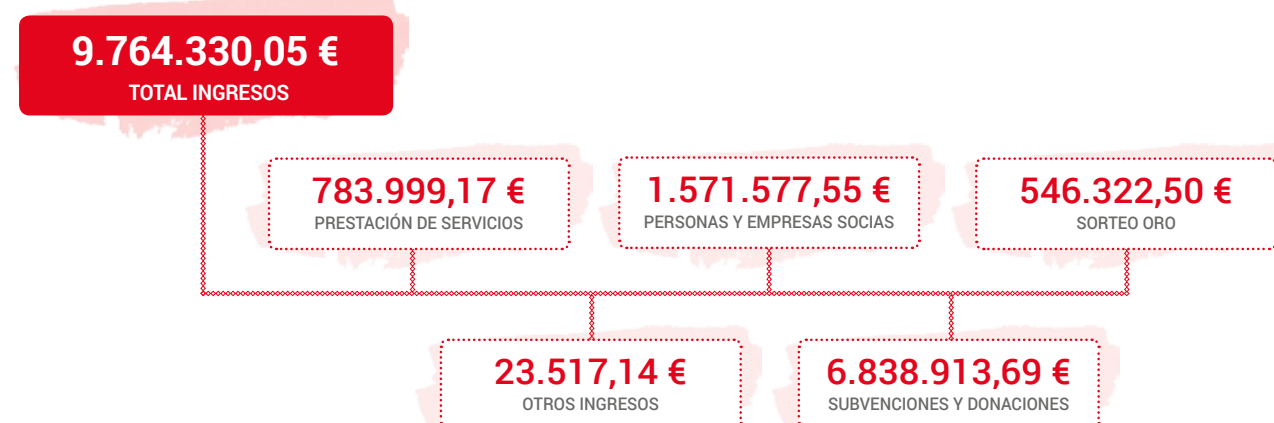 9.764.330,05 €
TOTAL INGRESOS
783.999,17 €
PRESTACIÓN DE SERVICIOS
1.571.577,55 €
PERSONAS Y EMPRESAS SOCIAS
546.322,50 €
SORTEO ORO
23.517,14 €
OTROS INGRESOS
6.838.913,69 €
SUBVENCIONES Y DONACIONES